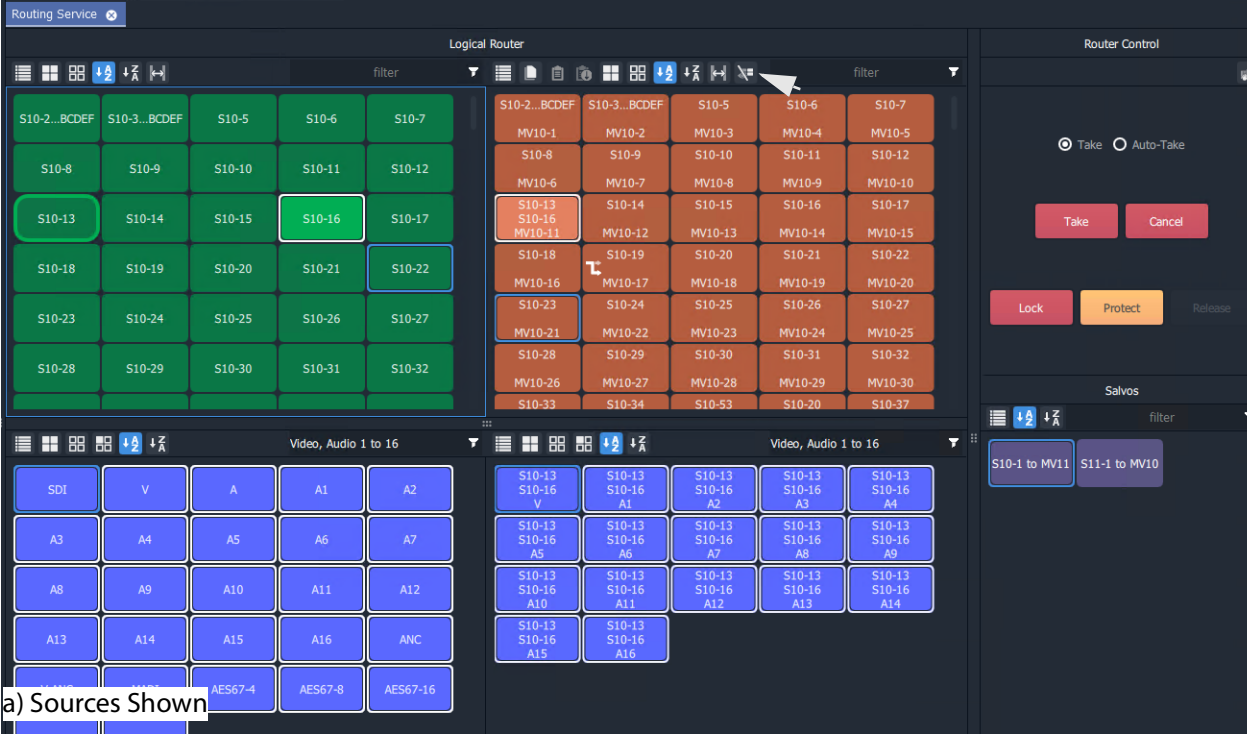 Routing Service
Logical Router
Router Control
filter
filter
S10-2...BCDEF S10-3...BCDEF S10-5 S10-6 S10-7
S10-8 S10-9 S10-10 S10-11 S10-12
S10-13 S10-14 S10-15 S10-16 S10-17
S10-18 S10-19 S10-20 S10-21 S10-22
S10-23 S10-24 S10-25 S10-26 S10-27
S10-28 S10-29 S10-30 S10-31 S10-32
S10-2...BCDEF S10-3...BCDEF S10-5 S10-6 S10-7
MV10-1 MV10-2 MV10-3 MV10-4 MV10-5
S10-8 S10-9 S10-10 S10-11 S10-12
MV10-6 MV10-7 MV10-8 MV10-9 MV10-10
S10-13 S10-14 S10-15 S10-16 S10-17
S10-16
MV10-11 MV10-12 MV10-13 MV10-14 MV10-15
S10-18 S10-19 S10-20 S10-21 S10-22
MV10-16 MV10-17 MV10-18 MV10-19 MV10-20
S10-23 S10-24 S10-25 S10-26 S10-27
MV10-21 MV10-22 MV10-23 MV10-24 MV10-25
S10-28 S10-29 S10-30 S10-31 S10-32
MV10-26 MV10-27 MV10-28 MV10-29 MV10-30
S10-33 S10-34 S10-53 S10-20 S10-37
Take Auto-Take
Take Cancel
Lock Protect Release
Salvos
filter
S10-1 to MV11 S11-1 to MV10
Video, Audio 1 to 16
SDI V A A1 A2
A3 A4 A5 A6 A7
A8 A9 A10 A11 A12
A13 A14 A15 A16 ANC
AES67-4 AES67-8 AES67-16
Video, Audio 1 to 16
S10-13 S10-13 S10-13 S10-13 S10-13
S10-16 S10-16 S10-16 S10-16 S10-16
V A1 A2 A3 A4
S10-13 S10-13 S10-13 S10-13 S10-13
S10-16 S10-16 S10-16 S10-16 S10-16
A5 A6 A7 A8 A9
S10-13 S10-13 S10-13 S10-13 S10-13
S10-16 S10-16 S10-16 S10-16 S10-16
A10 A11 A12 A13 A14
S10-13 S10-13
S10-16 S10-16
A15 A16
a) Sources Shown